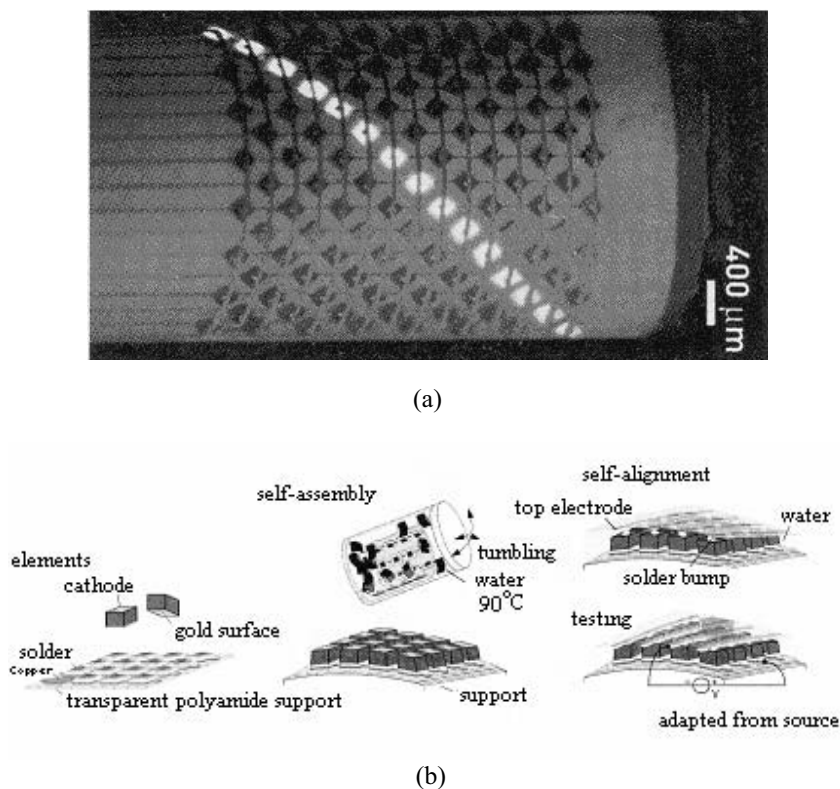 400 μm
(a)
self-assembly
self-alignment
top electrode
water
elements
cathode
tumbling
water
90°C
solder bump
gold surface
testing
solder
Copper
transparent polyamide support
support
V
adapted from source
(b)